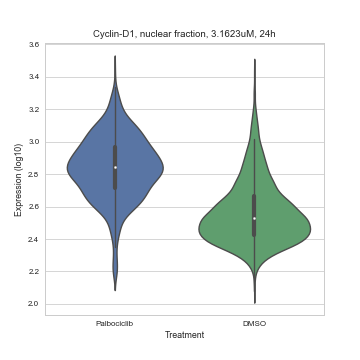 Cyclin-D1, nuclear fraction, 3.1623uM, 24h
3.6
3.4
3.2
3.0
2.8
2.6
2.4
2.2
2.0
Expression (log10)
Palbociclib
DMSO
Treatment